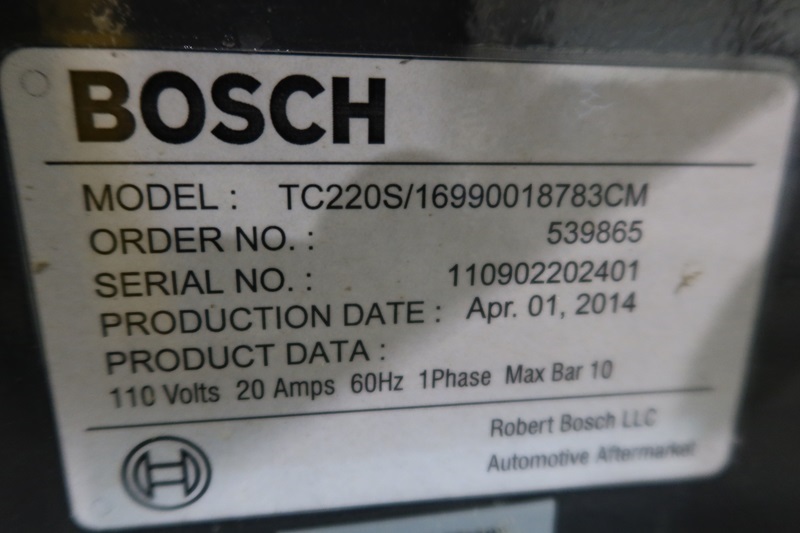 BOSCH
MODEL : TC220S/16990018783CM
ORDER NO. : 539865
SERIAL NO. : 110902202401
PRODUCTION DATE : Apr. 01, 2014
PRODUCT DATA :
110 Volts 20 Amps 60Hz 1Phase Max Bar 10
Robert Bosch LLC
Automotive Aftermarket